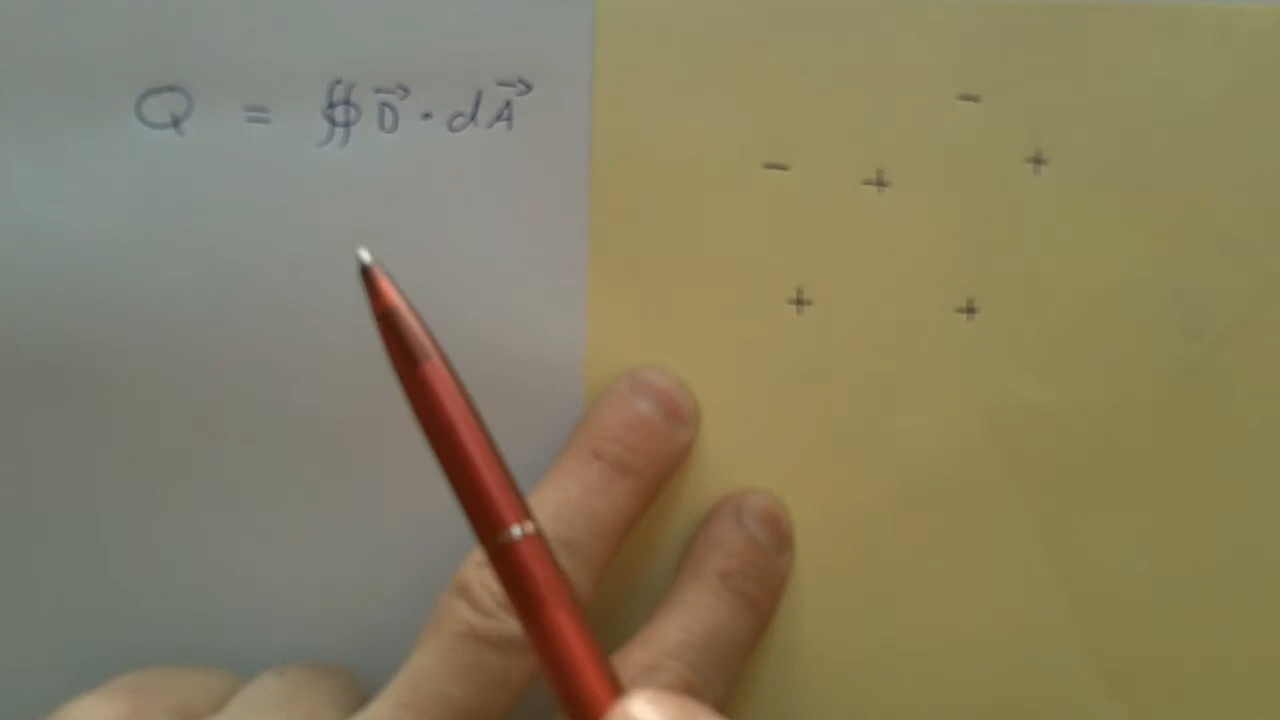 Q = ∯ D⃗ · dA⃗
−
− + +
+ +